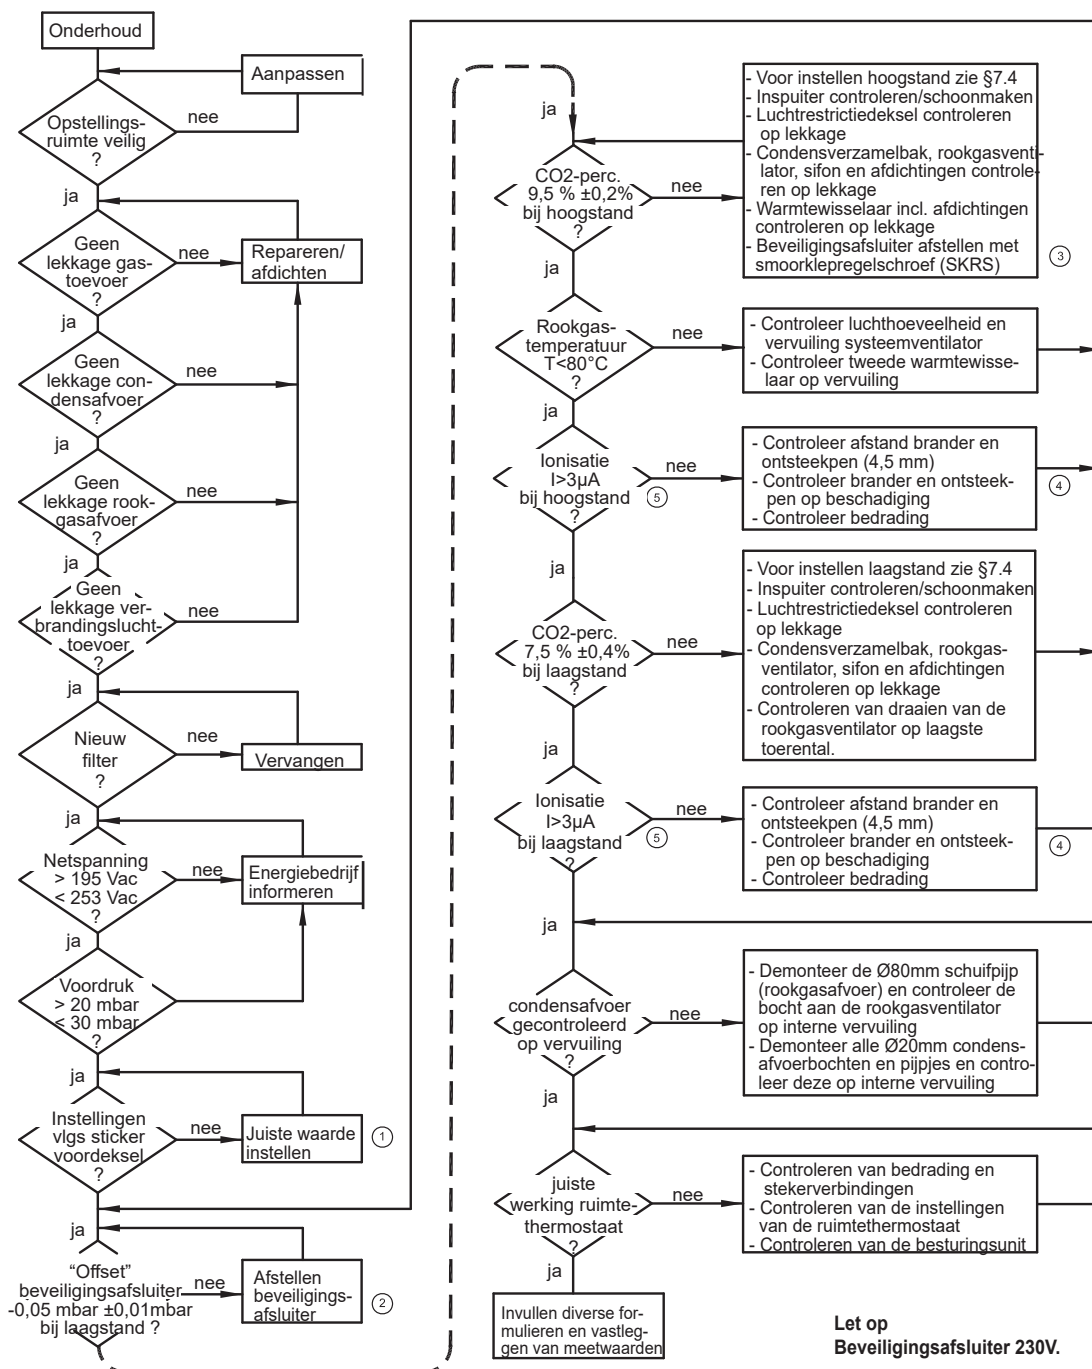 Onderhoud
Aanpassen
Opstellings-
ruimte veilig
?
nee
ja
Geen
lekkage gas-
toevoer
?
nee
Repareren/
afdichten
ja
Geen
lekkage con-
densafvoer
?
nee
ja
Geen
lekkage rook-
gasafvoer
?
nee
ja
Geen
lekkage ver-
brandingslucht-
toevoer
?
nee
ja
Nieuw
filter
?
nee
Vervangen
ja
Netspanning
> 195 Vac
< 253 Vac
?
nee
Energiebedrijf
informeren
ja
Voordruk
> 20 mbar
< 30 mbar
?
ja
Instellingen
vlgs sticker
voordeksel
?
nee
Juiste waarde
instellen
1
ja
“Offset”
beveiligingsafsluiter
-0,05 mbar ±0,01mbar
bij laagstand ?
nee
Afstellen
beveiligings-
afsluiter
2
ja
CO2-perc.
9,5 % ±0,2%
bij hoogstand
?
nee
- Voor instellen hoogstand zie §7.4
- Inspuiter controleren/schoonmaken
- Luchtrestrictiedeksel controleren
op lekkage
- Condensverzamelbak, rookgasventi-
lator, sifon en afdichtingen controle-
ren op lekkage
- Warmtewisselaar incl. afdichtingen
controleren op lekkage
- Beveiligingsafsluiter afstellen met
smoorklepregelschroef (SKRS)
3
ja
Rookgas-
temperatuur
T<80°C
?
nee
- Controleer luchthoeveelheid en
vervuiling systeemventilator
- Controleer tweede warmtewisse-
laar op vervuiling
ja
Ionisatie
I>3µA
bij hoogstand
?
nee
5
- Controleer afstand brander en
ontsteekpen (4,5 mm)
- Controleer brander en ontsteek-
pen op beschadiging
- Controleer bedrading
4
ja
CO2-perc.
7,5 % ±0,4%
bij laagstand
?
nee
- Voor instellen laagstand zie §7.4
- Inspuiter controleren/schoonmaken
- Luchtrestrictiedeksel controleren
op lekkage
- Condensverzamelbak, rookgas-
ventilator, sifon en afdichtingen
controleren op lekkage
- Controleren van draaien van de
rookgasventilator op laagste
toerental.
ja
Ionisatie
I>3µA
bij laagstand
?
nee
5
- Controleer afstand brander en
ontsteekpen (4,5 mm)
- Controleer brander en ontsteek-
pen op beschadiging
- Controleer bedrading
4
ja
condensafvoer
gecontroleerd
op vervuiling
?
nee
- Demonteer de Ø80mm schuifpijp
(rookgasafvoer) en controleer de
bocht aan de rookgasventilator
op interne vervuiling
- Demonteer alle Ø20mm condens-
afvoerbochten en pijpjes en contro-
leer deze op interne vervuiling
ja
juiste
werking ruimte-
thermostaat
?
nee
- Controleren van bedrading en
stekerverbindingen
- Controleren van de instellingen
van de ruimtethermostaat
- Controleren van de besturingsunit
ja
Invullen diverse for-
mulieren en vastleg-
gen van meetwaarden
Let op
Beveiligingsafsluiter 230V.